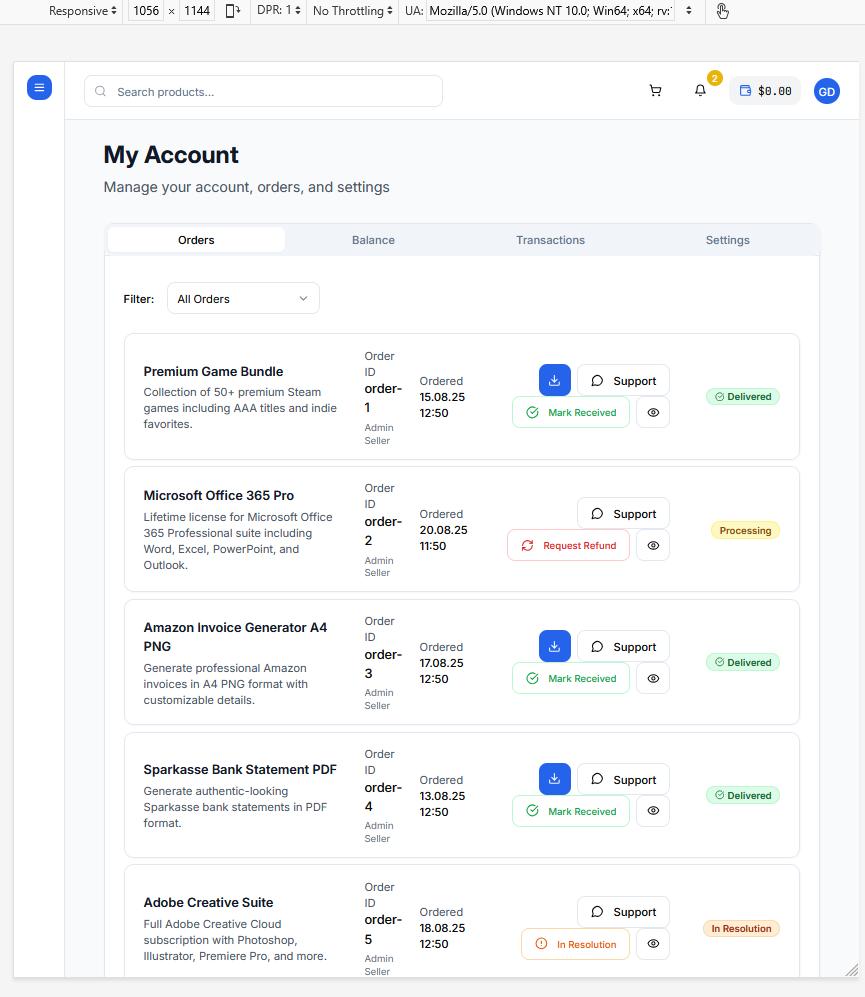 Responsive 1056 × 1144 DPR: 1 No Throttling UA: Mozilla/5.0 (Windows NT 10.0; Win64; x64; rv:
Search products...
2
$0.00
GD
My Account
Manage your account, orders, and settings
Orders Balance Transactions Settings
Filter: All Orders
Premium Game Bundle
Collection of 50+ premium Steam
games including AAA titles and indie
favorites.
Order
ID
order-
1
Admin
Seller
Ordered
15.08.25
12:50
Support
Mark Received
Delivered
Microsoft Office 365 Pro
Lifetime license for Microsoft Office
365 Professional suite including
Word, Excel, PowerPoint, and
Outlook.
Order
ID
order-
2
Admin
Seller
Ordered
20.08.25
11:50
Support
Request Refund
Processing
Amazon Invoice Generator A4
PNG
Generate professional Amazon
invoices in A4 PNG format with
customizable details.
Order
ID
order-
3
Admin
Seller
Ordered
17.08.25
12:50
Support
Mark Received
Delivered
Sparkasse Bank Statement PDF
Generate authentic-looking
Sparkasse bank statements in PDF
format.
Order
ID
order-
4
Admin
Seller
Ordered
13.08.25
12:50
Support
Mark Received
Delivered
Adobe Creative Suite
Full Adobe Creative Cloud
subscription with Photoshop,
Illustrator, Premiere Pro, and more.
Order
ID
order-
5
Admin
Seller
Ordered
18.08.25
12:50
Support
In Resolution
In Resolution